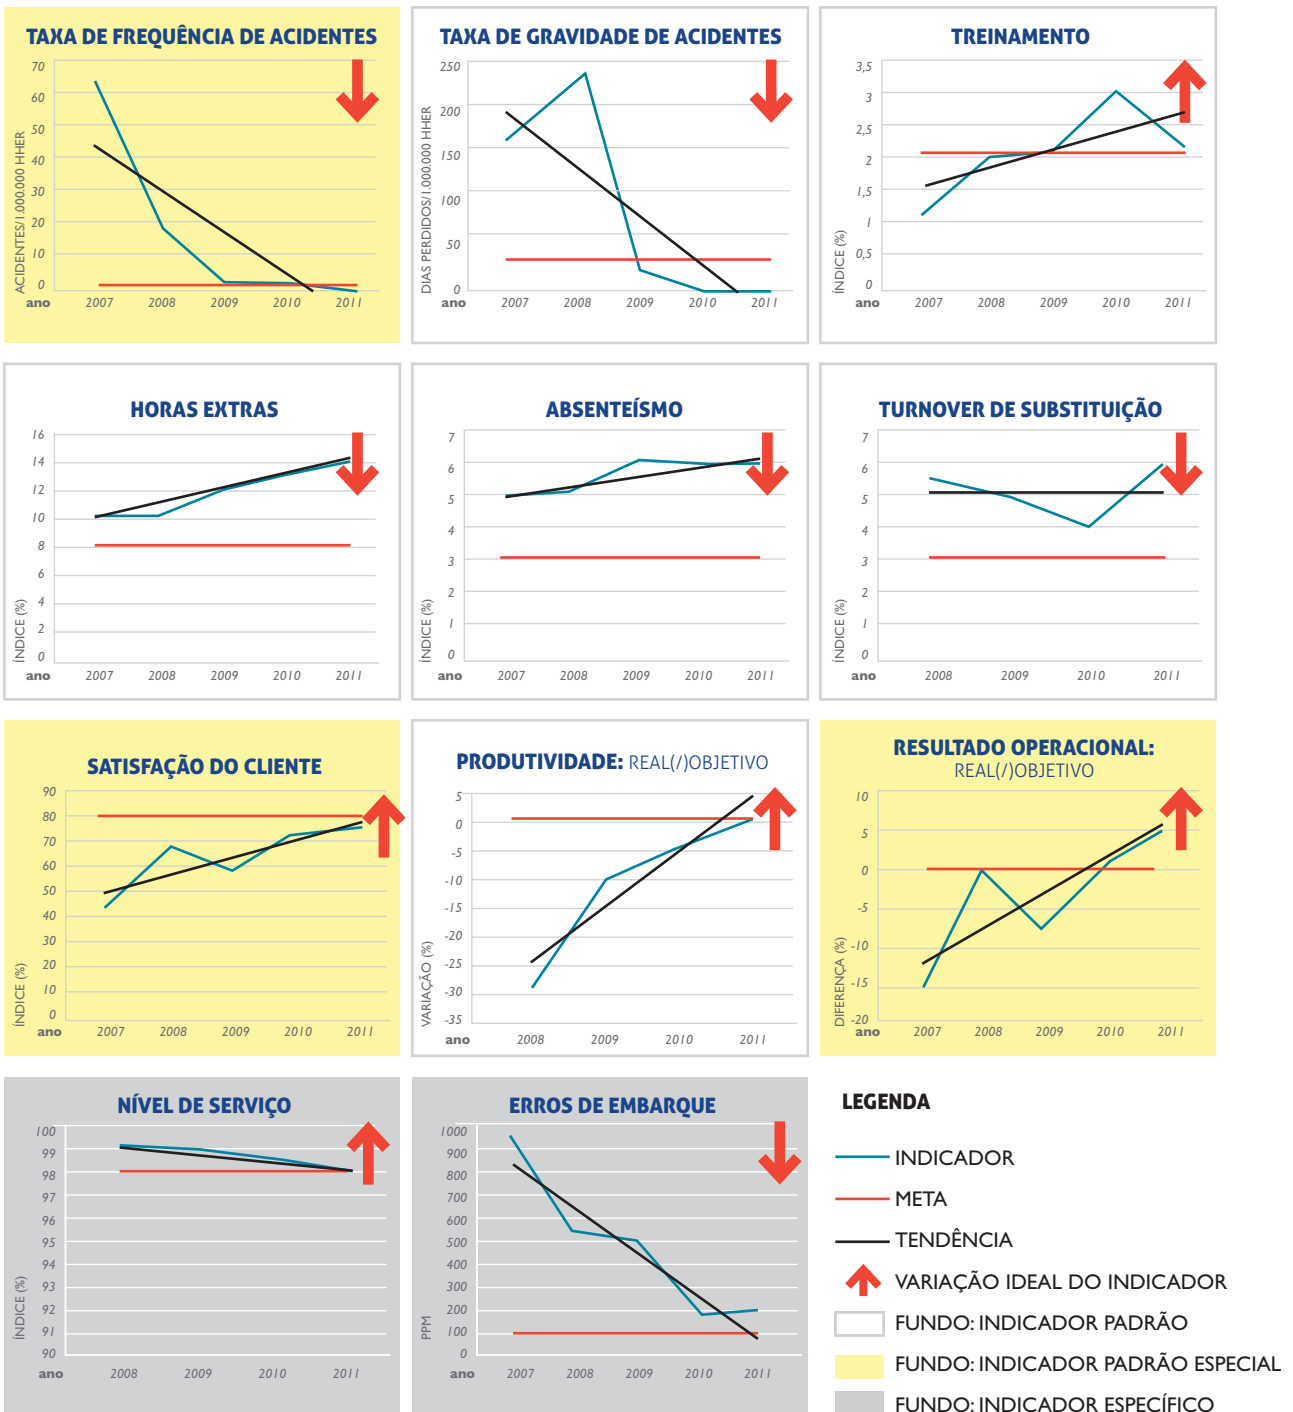 TAXA DE FREQUÊNCIA DE ACIDENTES
70
60
50
40
30
20
10
0
ACIDENTES/1.000.000 HHER
ano 2007 2008 2009 2010 2011
TAXA DE GRAVIDADE DE ACIDENTES
250
200
150
100
50
0
DIAS PERDIDOS/1.000.000 HHER
ano 2007 2008 2009 2010 2011
TREINAMENTO
3,5
3
2,5
2
1,5
1
0,5
0
ÍNDICE (%)
ano 2007 2008 2009 2010 2011
HORAS EXTRAS
16
14
12
10
8
6
4
2
0
ÍNDICE (%)
ano 2007 2008 2009 2010 2011
ABSENTEÍSMO
7
6
5
4
3
2
1
0
ÍNDICE (%)
ano 2007 2008 2009 2010 2011
TURNOVER DE SUBSTITUIÇÃO
7
6
5
4
3
2
1
0
ÍNDICE (%)
ano 2008 2009 2010 2011
SATISFAÇÃO DO CLIENTE
90
80
70
60
50
40
30
20
10
0
ÍNDICE (%)
ano 2007 2008 2009 2010 2011
PRODUTIVIDADE: REAL(/)OBJETIVO
5
0
-5
-10
-15
-20
-25
-30
-35
VARIAÇÃO (%)
ano 2008 2009 2010 2011
RESULTADO OPERACIONAL:
REAL(/)OBJETIVO
10
5
0
-5
-10
-15
-20
DIFERENÇA (%)
ano 2007 2008 2009 2010 2011
NÍVEL DE SERVIÇO
100
99
98
97
96
95
94
93
92
91
90
ÍNDICE (%)
ano 2008 2009 2010 2011
ERROS DE EMBARQUE
1000
900
800
700
600
500
400
300
200
100
0
PPM
ano 2007 2008 2009 2010 2011
LEGENDA
INDICADOR
META
TENDÊNCIA
VARIAÇÃO IDEAL DO INDICADOR
FUNDO: INDICADOR PADRÃO
FUNDO: INDICADOR PADRÃO ESPECIAL
FUNDO: INDICADOR ESPECÍFICO